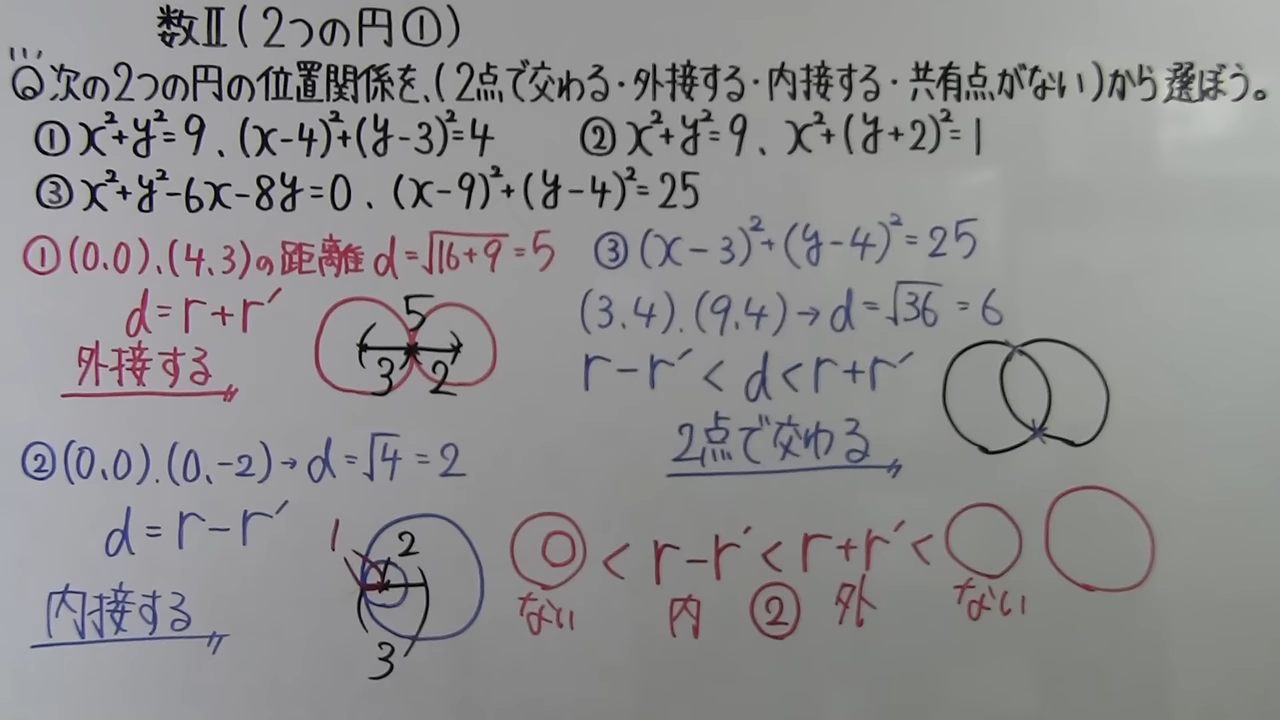 数Ⅱ(2つの円①)
Q次の2つの円の位置関係を、(2点で交わる・外接する・内接する・共有点がない)から選ぼう。
①x²+y²=9、(x-4)²+(y-3)²=4
②x²+y²=9、x²+(y+2)²=1
③x²+y²-6x-8y=0、(x-9)²+(y-4)²=25
①(0,0)、(4,3)の距離 d=√16+9=5
d=r+r′
外接する
5
3
2
②(0,0)、(0,-2)→d=√4=2
d=r-r′
内接する
1
2
3
③(x-3)²+(y-4)²=25
(3,4)、(9,4)→d=√36=6
r-r′<d<r+r′
2点で交わる
<r-r′<r+r′<
ない 内 ② 外 ない